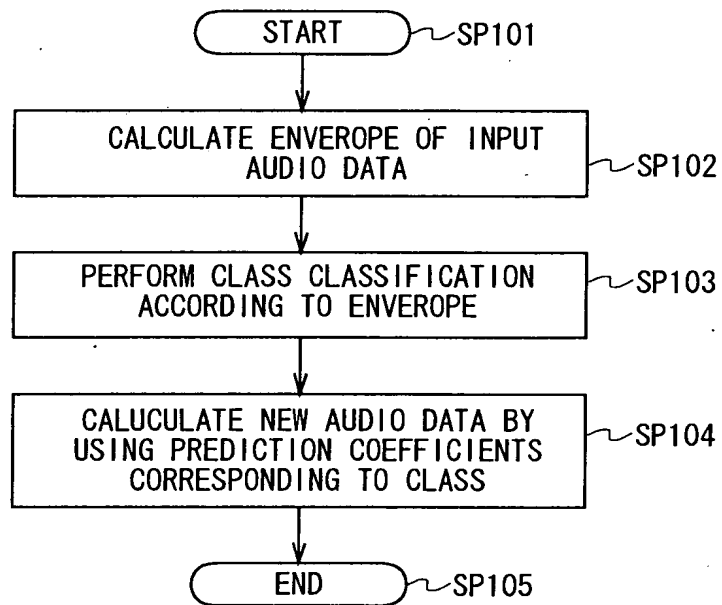 START
SP101
CALCULATE ENVEROPE OF INPUT
AUDIO DATA
SP102
PERFORM CLASS CLASSIFICATION
ACCORDING TO ENVEROPE
SP103
CALUCULATE NEW AUDIO DATA BY
USING PREDICTION COEFFICIENTS
CORRESPONDING TO CLASS
SP104
END
SP105